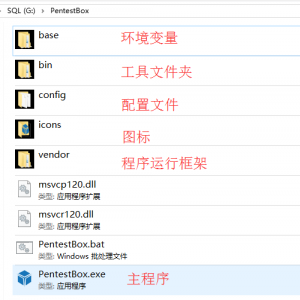 SQL (G:) > PentestBox
base 环境变量
bin 工具文件夹
config 配置文件
icons 图标
vendor 程序运行框架
msvcp120.dll
类型: 应用程序扩展
msvcr120.dll
类型: 应用程序扩展
PentestBox.bat
类型: Windows 批处理文件
PentestBox.exe 主程序
类型: 应用程序